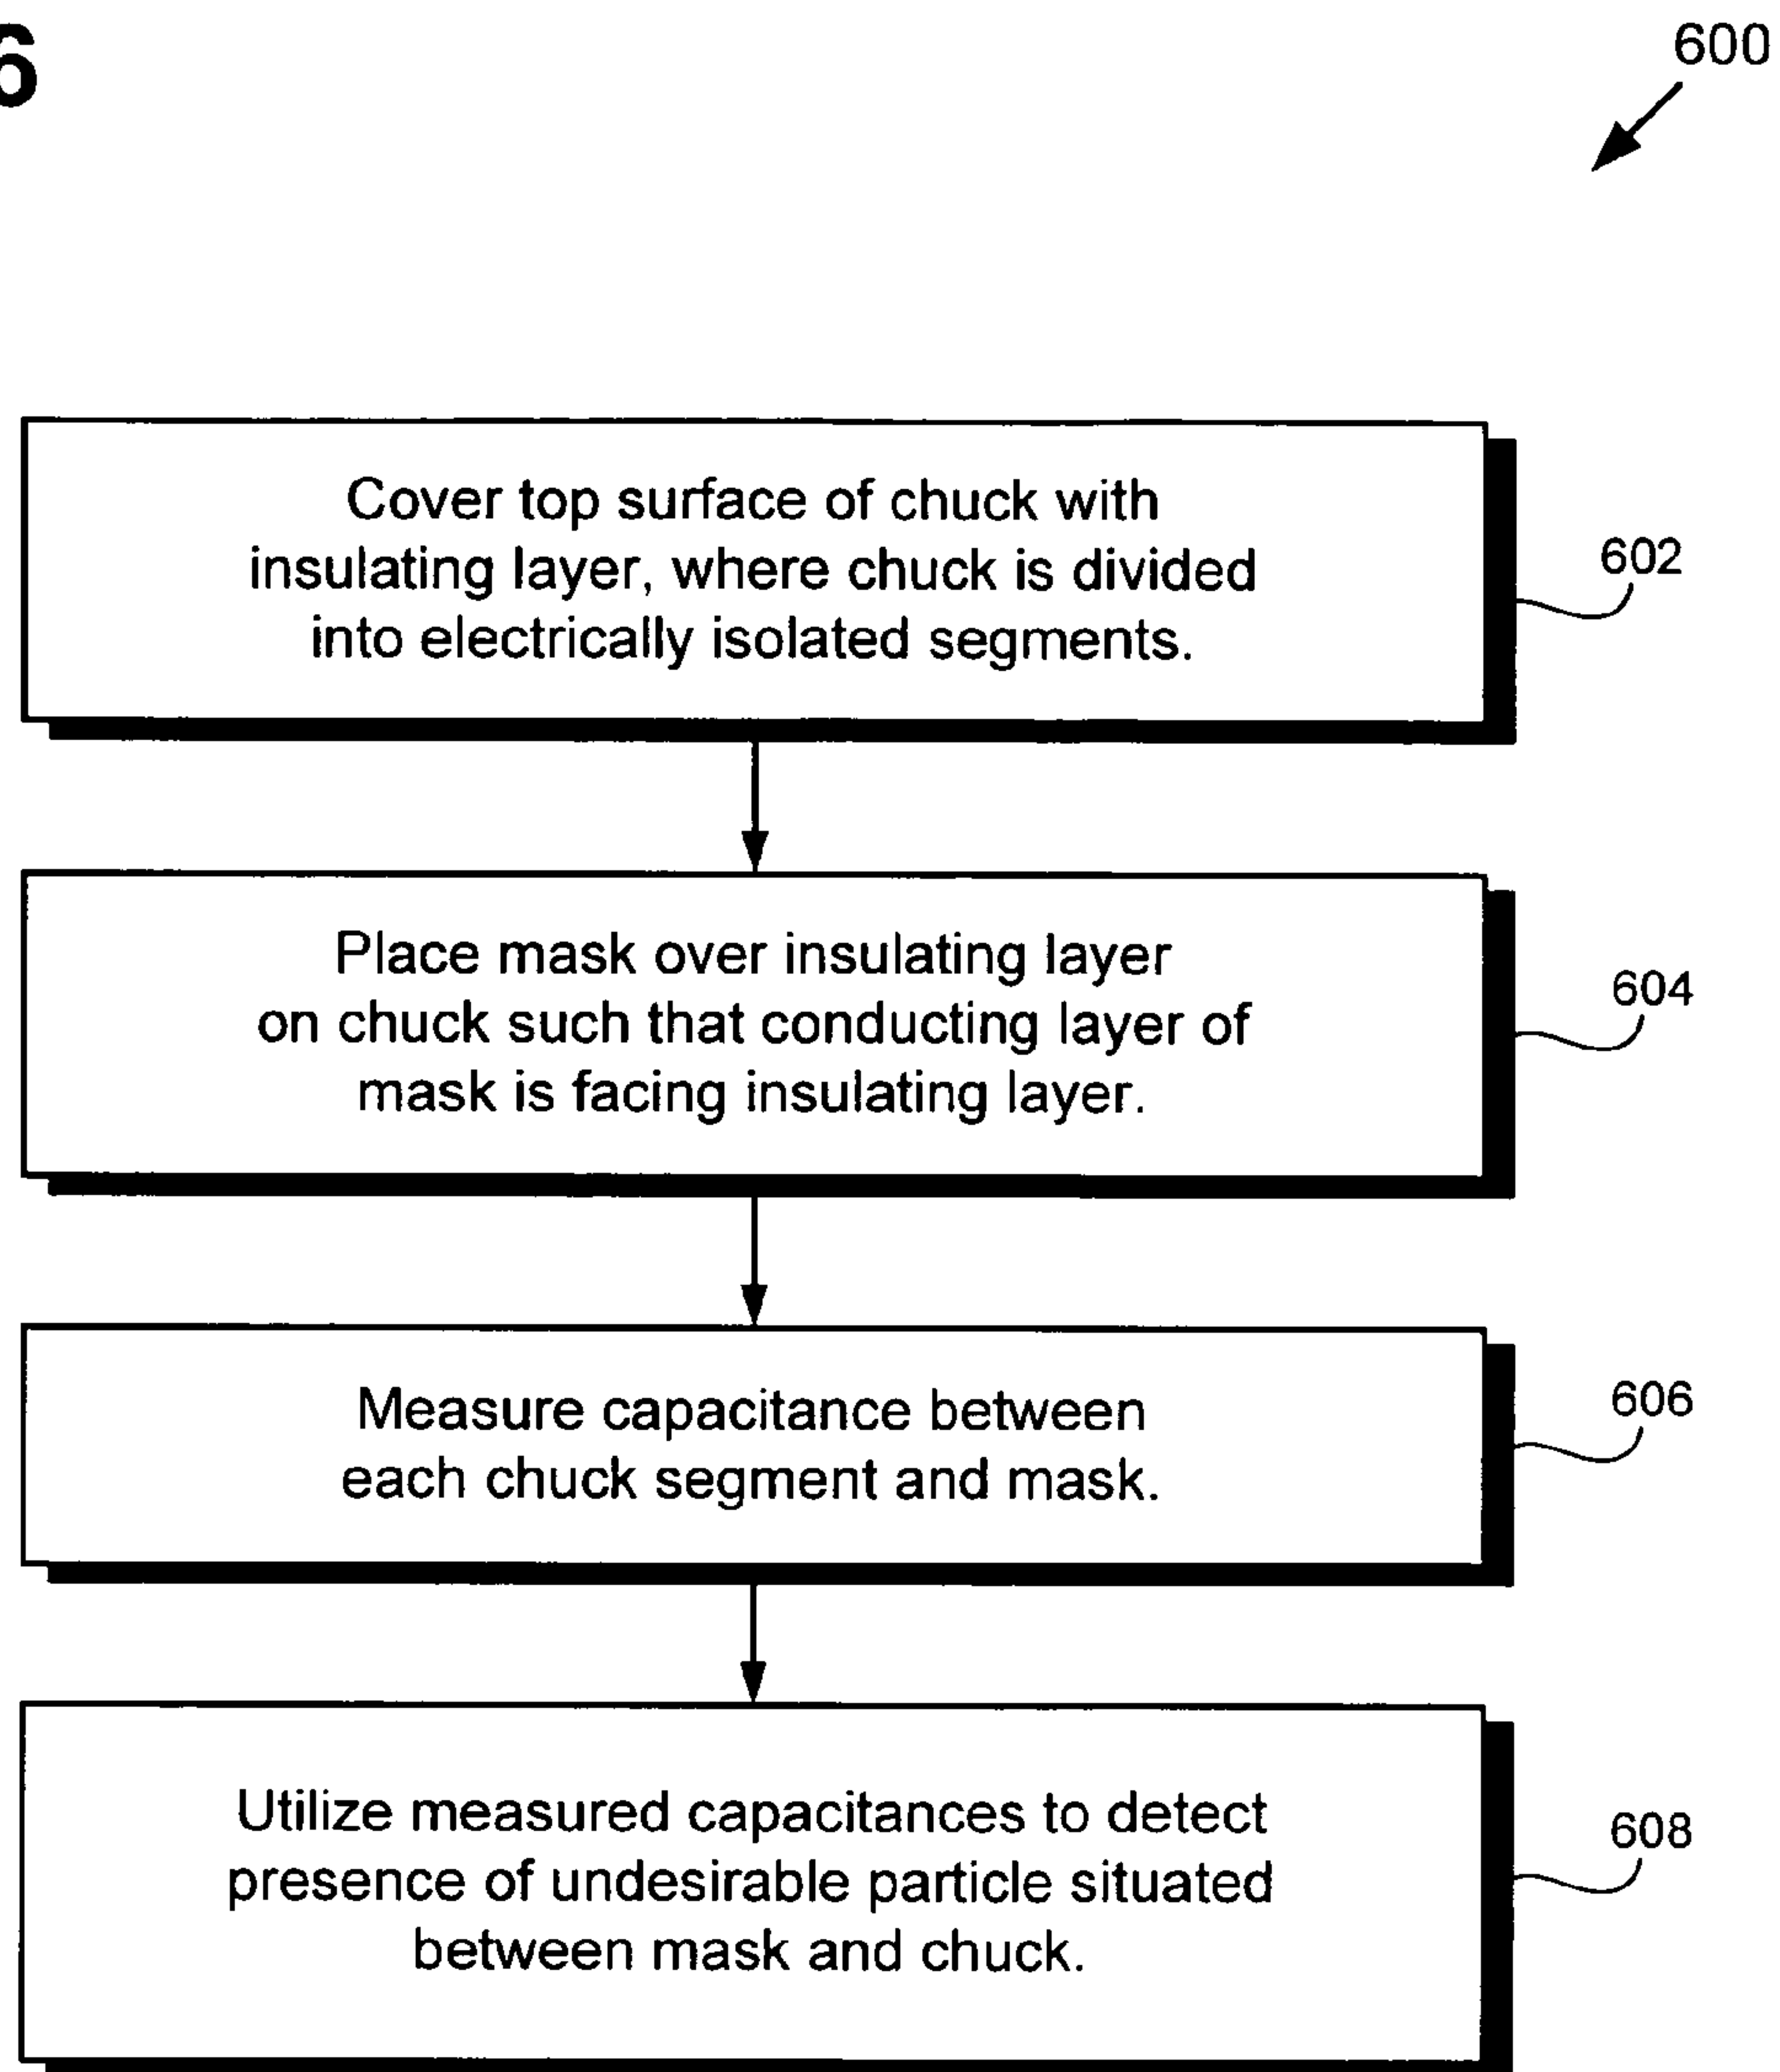 6
600
Cover top surface of chuck with
insulating layer, where chuck is divided
into electrically isolated segments.
602
Place mask over insulating layer
on chuck such that conducting layer of
mask is facing insulating layer.
604
Measure capacitance between
each chuck segment and mask.
606
Utilize measured capacitances to detect
presence of undesirable particle situated
between mask and chuck.
608